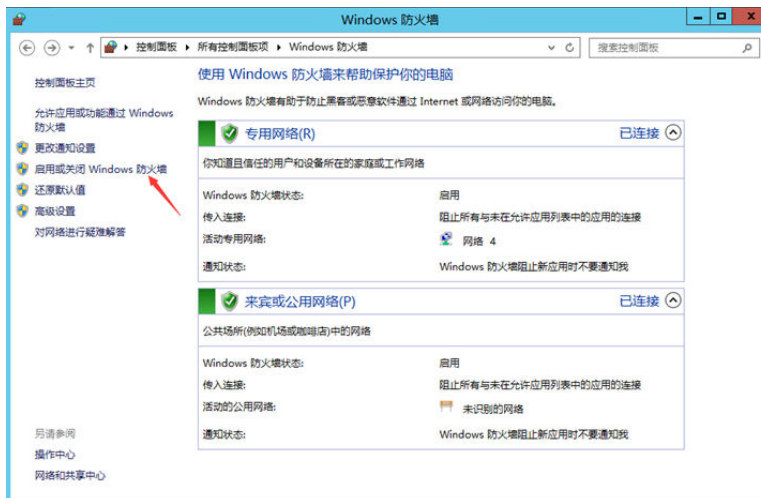 Windows 防火墙
控制面板 ▸ 所有控制面板项 ▸ Windows 防火墙
搜索控制面板
控制面板主页
允许应用或功能通过 Windows
防火墙
更改通知设置
启用或关闭 Windows 防火墙
还原默认值
高级设置
对网络进行疑难解答
另请参阅
操作中心
网络和共享中心
使用 Windows 防火墙来帮助保护你的电脑
Windows 防火墙有助于防止黑客或恶意软件通过 Internet 或网络访问你的电脑。
专用网络(R) 已连接
你知道且信任的用户和设备所在的家庭或工作网络
Windows 防火墙状态: 启用
传入连接: 阻止所有与未在允许应用列表中的应用的连接
活动专用网络: 网络 4
通知状态: Windows 防火墙阻止新应用时不要通知我
来宾或公用网络(P) 已连接
公共场所(例如机场或咖啡店)中的网络
Windows 防火墙状态: 启用
传入连接: 阻止所有与未在允许应用列表中的应用的连接
活动的公用网络: 未识别的网络
通知状态: Windows 防火墙阻止新应用时不要通知我